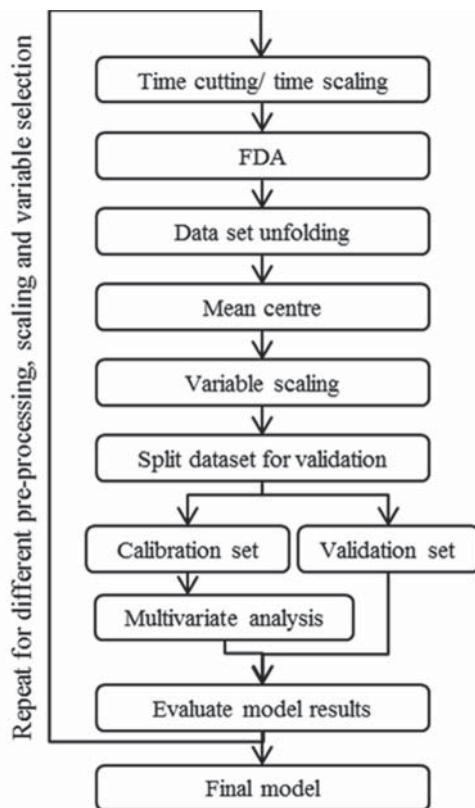 Repeat for different pre-processing, scaling and variable selection
Time cutting/ time scaling
FDA
Data set unfolding
Mean centre
Variable scaling
Split dataset for validation
Calibration set
Validation set
Multivariate analysis
Evaluate model results
Final model